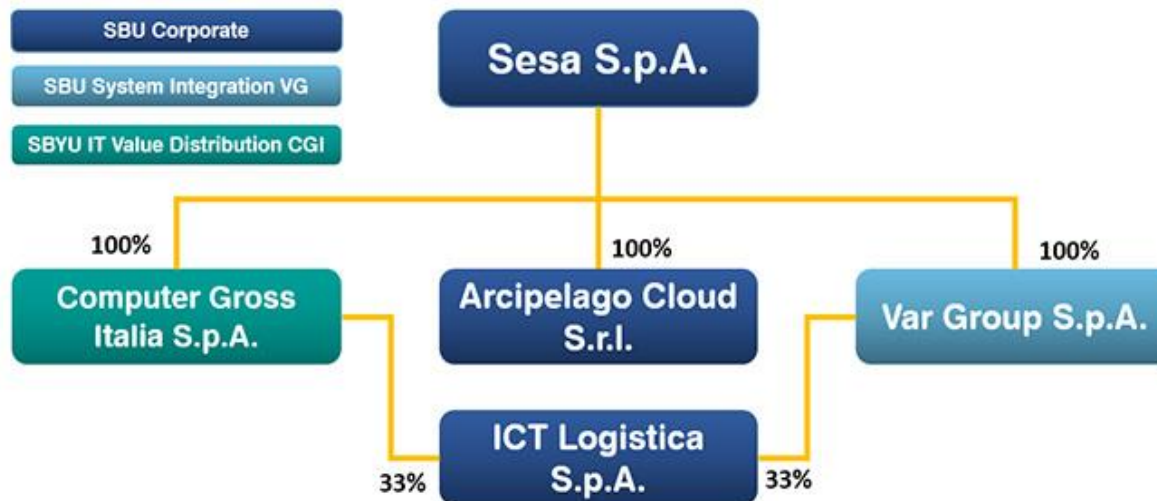 SBU Corporate
SBU System Integration VG
SBYU IT Value Distribution CGI
Sesa S.p.A.
100%
100%
100%
Computer Gross
Italia S.p.A.
Arcipelago Cloud
S.r.l.
Var Group S.p.A.
ICT Logistica
S.p.A.
33%
33%